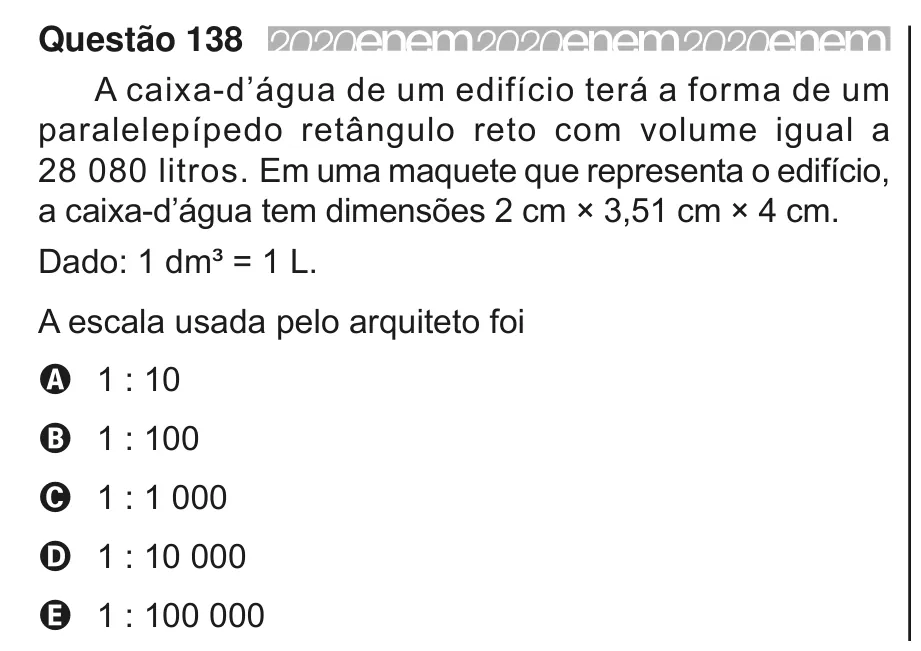 Questão 138 2020enem2020enem2020enem
A caixa-d’água de um edifício terá a forma de um
paralelepípedo retângulo reto com volume igual a
28 080 litros. Em uma maquete que representa o edifício,
a caixa-d’água tem dimensões 2 cm × 3,51 cm × 4 cm.
Dado: 1 dm³ = 1 L.
A escala usada pelo arquiteto foi
A 1 : 10
B 1 : 100
C 1 : 1 000
D 1 : 10 000
E 1 : 100 000